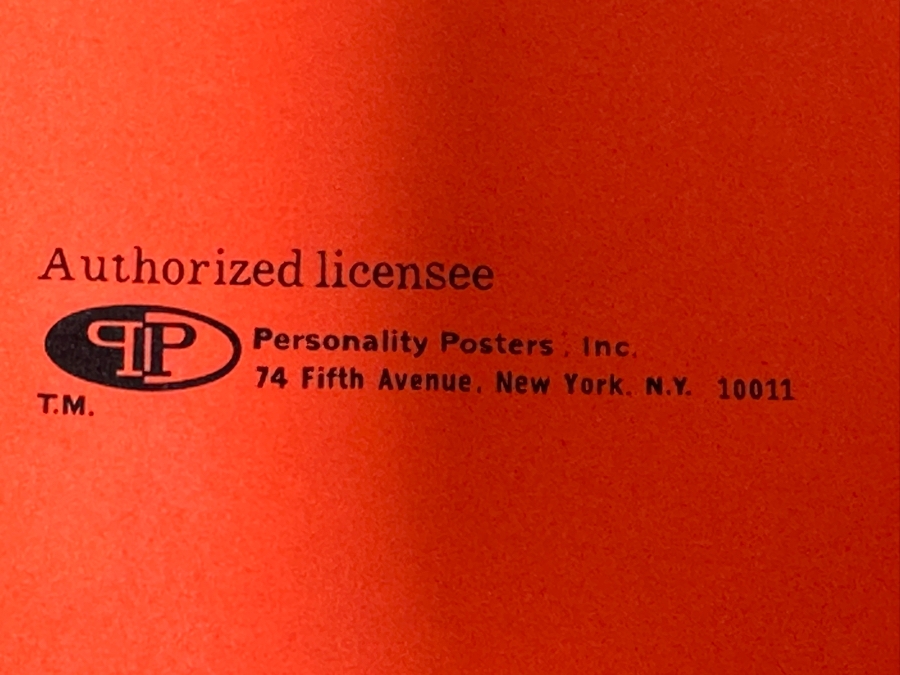 Authorized licensee
PP Personality Posters, Inc.
74 Fifth Avenue, New York, N.Y. 10011
T.M.